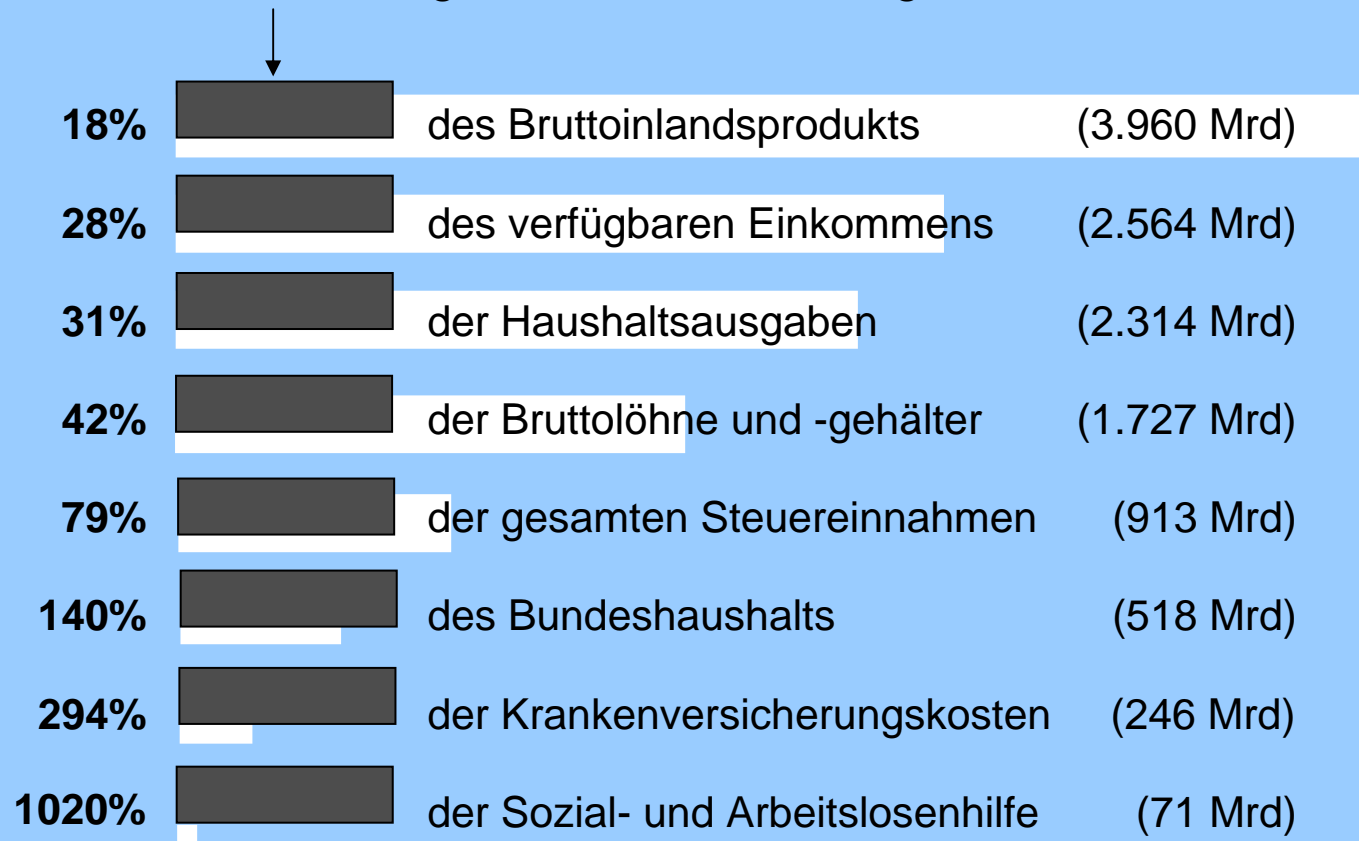 18% des Bruttoinlandsprodukts (3.960 Mrd)
28% des verfügbaren Einkommens (2.564 Mrd)
31% der Haushaltsausgaben (2.314 Mrd)
42% der Bruttolöhne und -gehälter (1.727 Mrd)
79% der gesamten Steuereinnahmen (913 Mrd)
140% des Bundeshaushalts (518 Mrd)
294% der Krankenversicherungskosten (246 Mrd)
1020% der Sozial- und Arbeitslosenhilfe (71 Mrd)